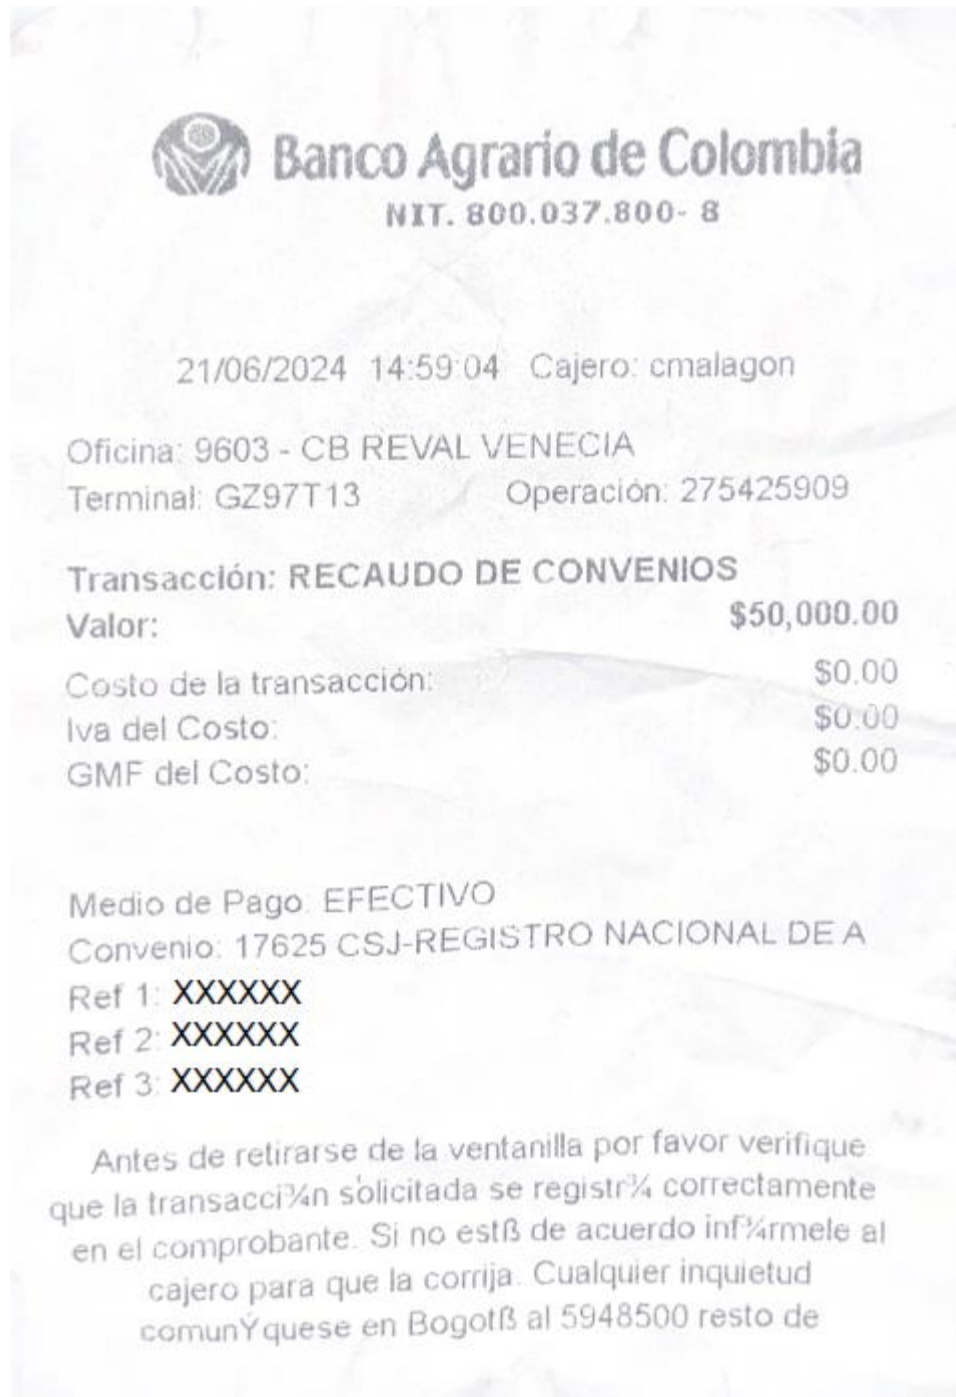 Banco Agrario de Colombia
NIT. 800.037.800- 8
21/06/2024 14:59:04 Cajero: cmalagon
Oficina: 9603 - CB REVAL VENECIA
Terminal: GZ97T13 Operación: 275425909
Transacción: RECAUDO DE CONVENIOS
Valor: $50,000.00
Costo de la transacción: $0.00
Iva del Costo: $0.00
GMF del Costo: $0.00
Medio de Pago: EFECTIVO
Convenio: 17625 CSJ-REGISTRO NACIONAL DE A
Ref 1: XXXXXX
Ref 2: XXXXXX
Ref 3: XXXXXX
Antes de retirarse de la ventanilla por favor verifique
que la transacci¾n solicitada se registr¾ correctamente
en el comprobante. Si no estß de acuerdo inf¾rmele al
cajero para que la corrija. Cualquier inquietud
comunÝquese en Bogotß al 5948500 resto de